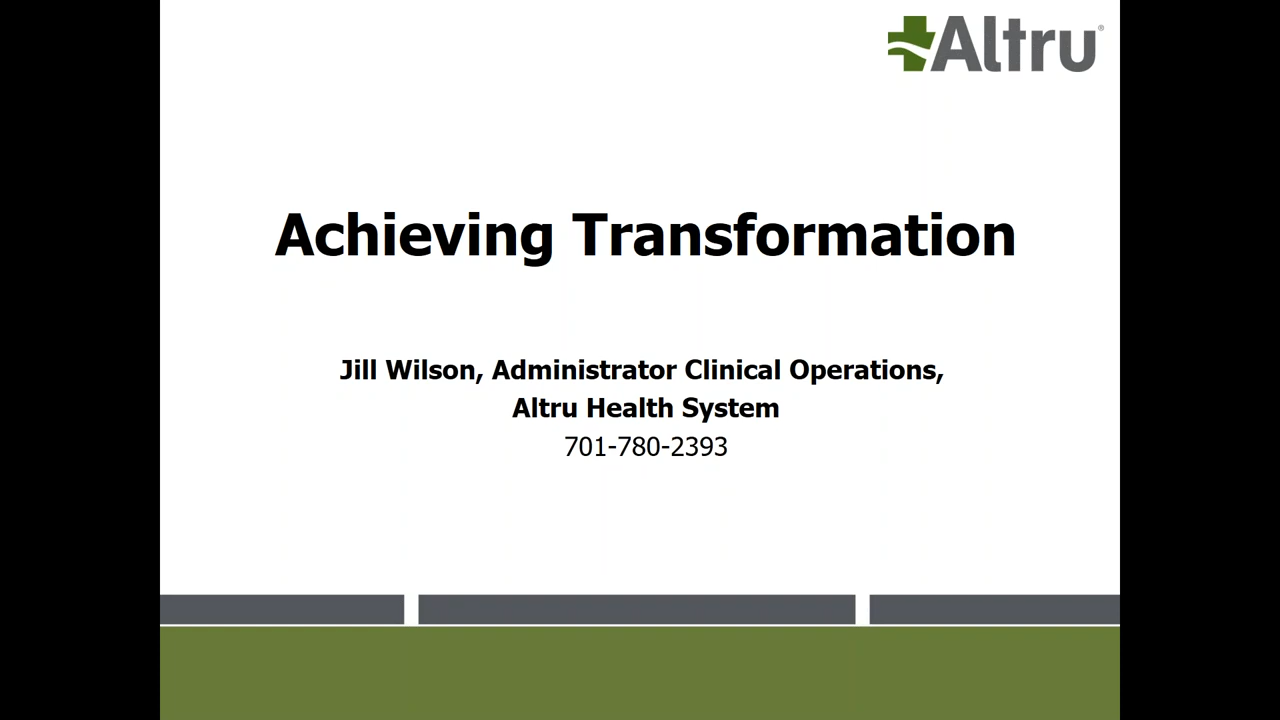 Altru®
Achieving Transformation
Jill Wilson, Administrator Clinical Operations,
Altru Health System
701-780-2393